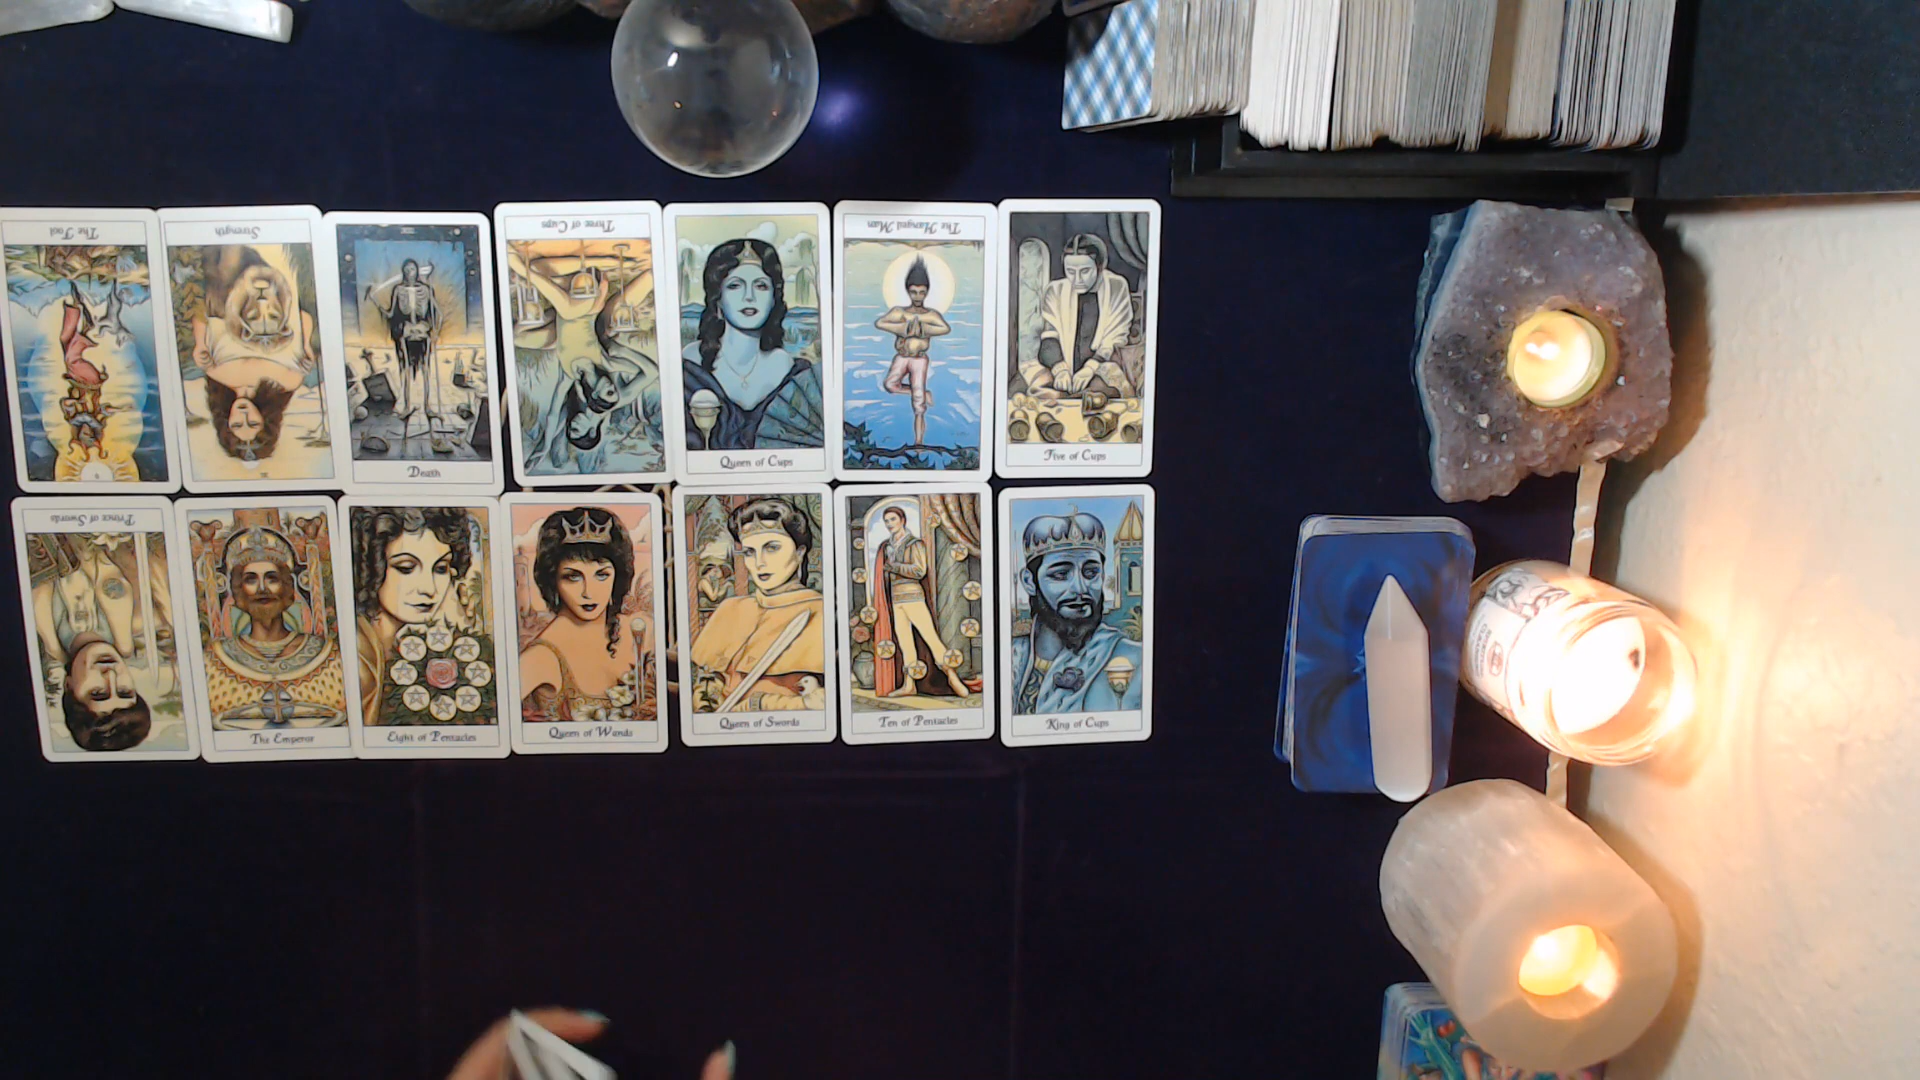 The Fool
Strength
Death
Three of Cups
Queen of Cups
The Hanged Man
Five of Cups
Prince of Swords
The Emperor
Eight of Pentacles
Queen of Wands
Queen of Swords
Ten of Pentacles
King of Cups